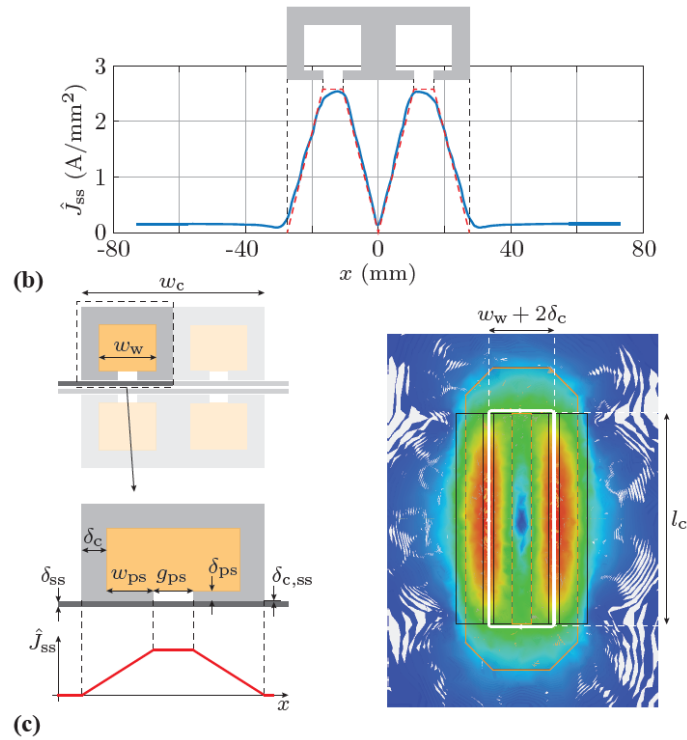 3
2
1
0
Ĵss (A/mm²)
-80
-40
0
40
80
x (mm)
(b)
wc
ww
ww + 2δc
lc
δc
wps
gps
δps
δss
δc,ss
Ĵss
x
(c)